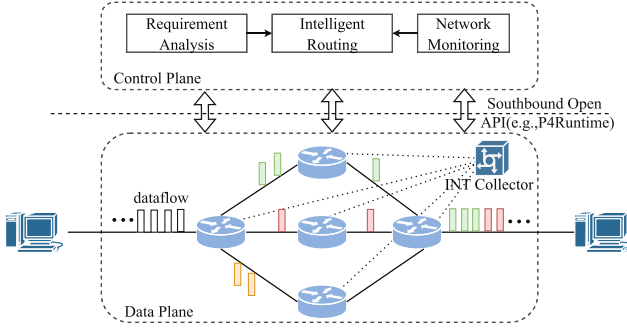 Requirement
Analysis
Intelligent
Routing
Network
Monitoring
Control Plane
Southbound Open
API(e.g.,P4Runtime)
INT Collector
dataflow
Data Plane